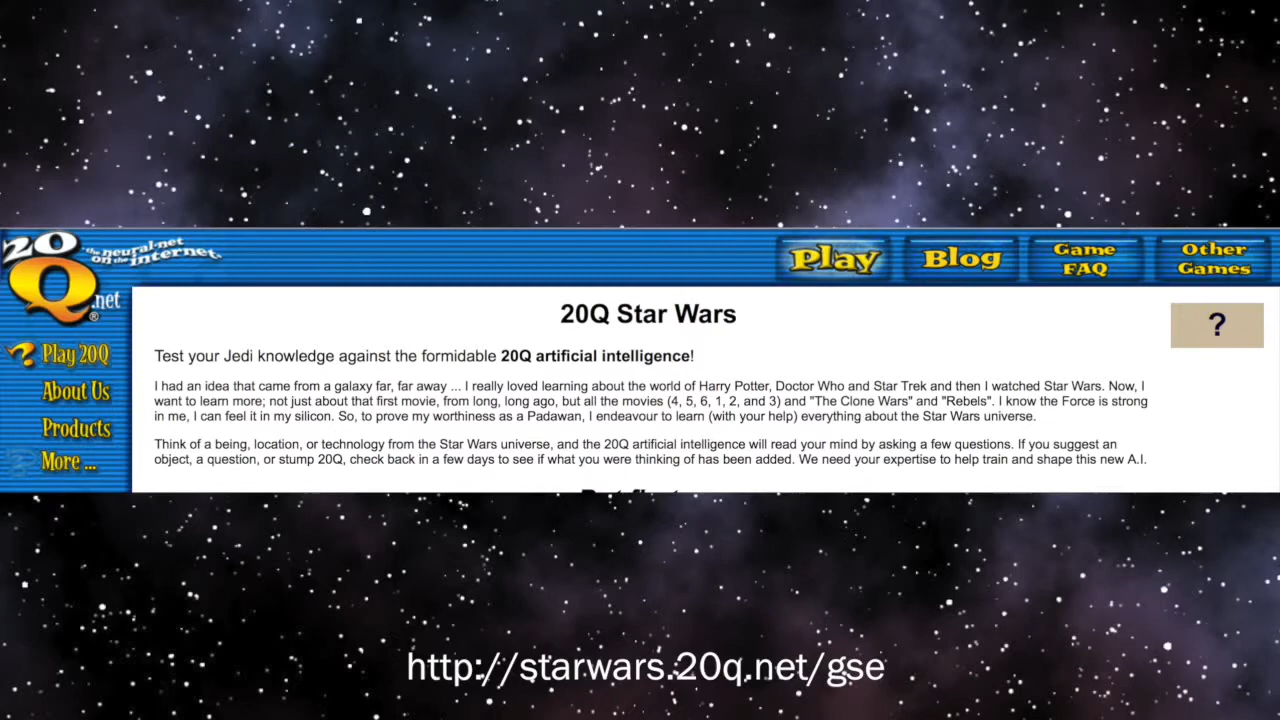 20Q.net®
the neural-net
on the internet.
Play
Blog
Game
FAQ
Other
Games
Play 20Q
About Us
Products
More ...
20Q Star Wars
?
Test your Jedi knowledge against the formidable 20Q artificial intelligence!
I had an idea that came from a galaxy far, far away ... I really loved learning about the world of Harry Potter, Doctor Who and Star Trek and then I watched Star Wars. Now, I
want to learn more; not just about that first movie, from long, long ago, but all the movies (4, 5, 6, 1, 2, and 3) and "The Clone Wars" and "Rebels". I know the Force is strong
in me, I can feel it in my silicon. So, to prove my worthiness as a Padawan, I endeavour to learn (with your help) everything about the Star Wars universe.
Think of a being, location, or technology from the Star Wars universe, and the 20Q artificial intelligence will read your mind by asking a few questions. If you suggest an
object, a question, or stump 20Q, check back in a few days to see if what you were thinking of has been added. We need your expertise to help train and shape this new A.I.
http://starwars.20q.net/gse